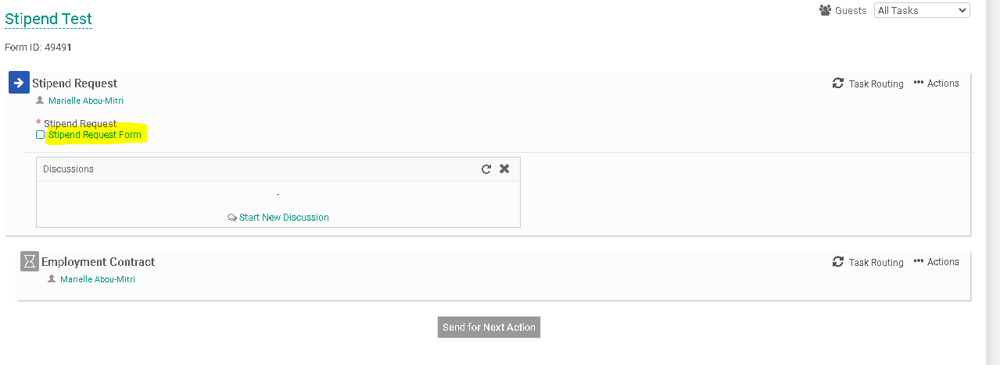 Stipend Test
Guests
All Tasks
Form ID: 49491
Stipend Request
Task Routing
Actions
Marielle Abou-Mitri
* Stipend Request
Stipend Request Form
Discussions
-
Start New Discussion
Employment Contract
Task Routing
Actions
Marielle Abou-Mitri
Send for Next Action